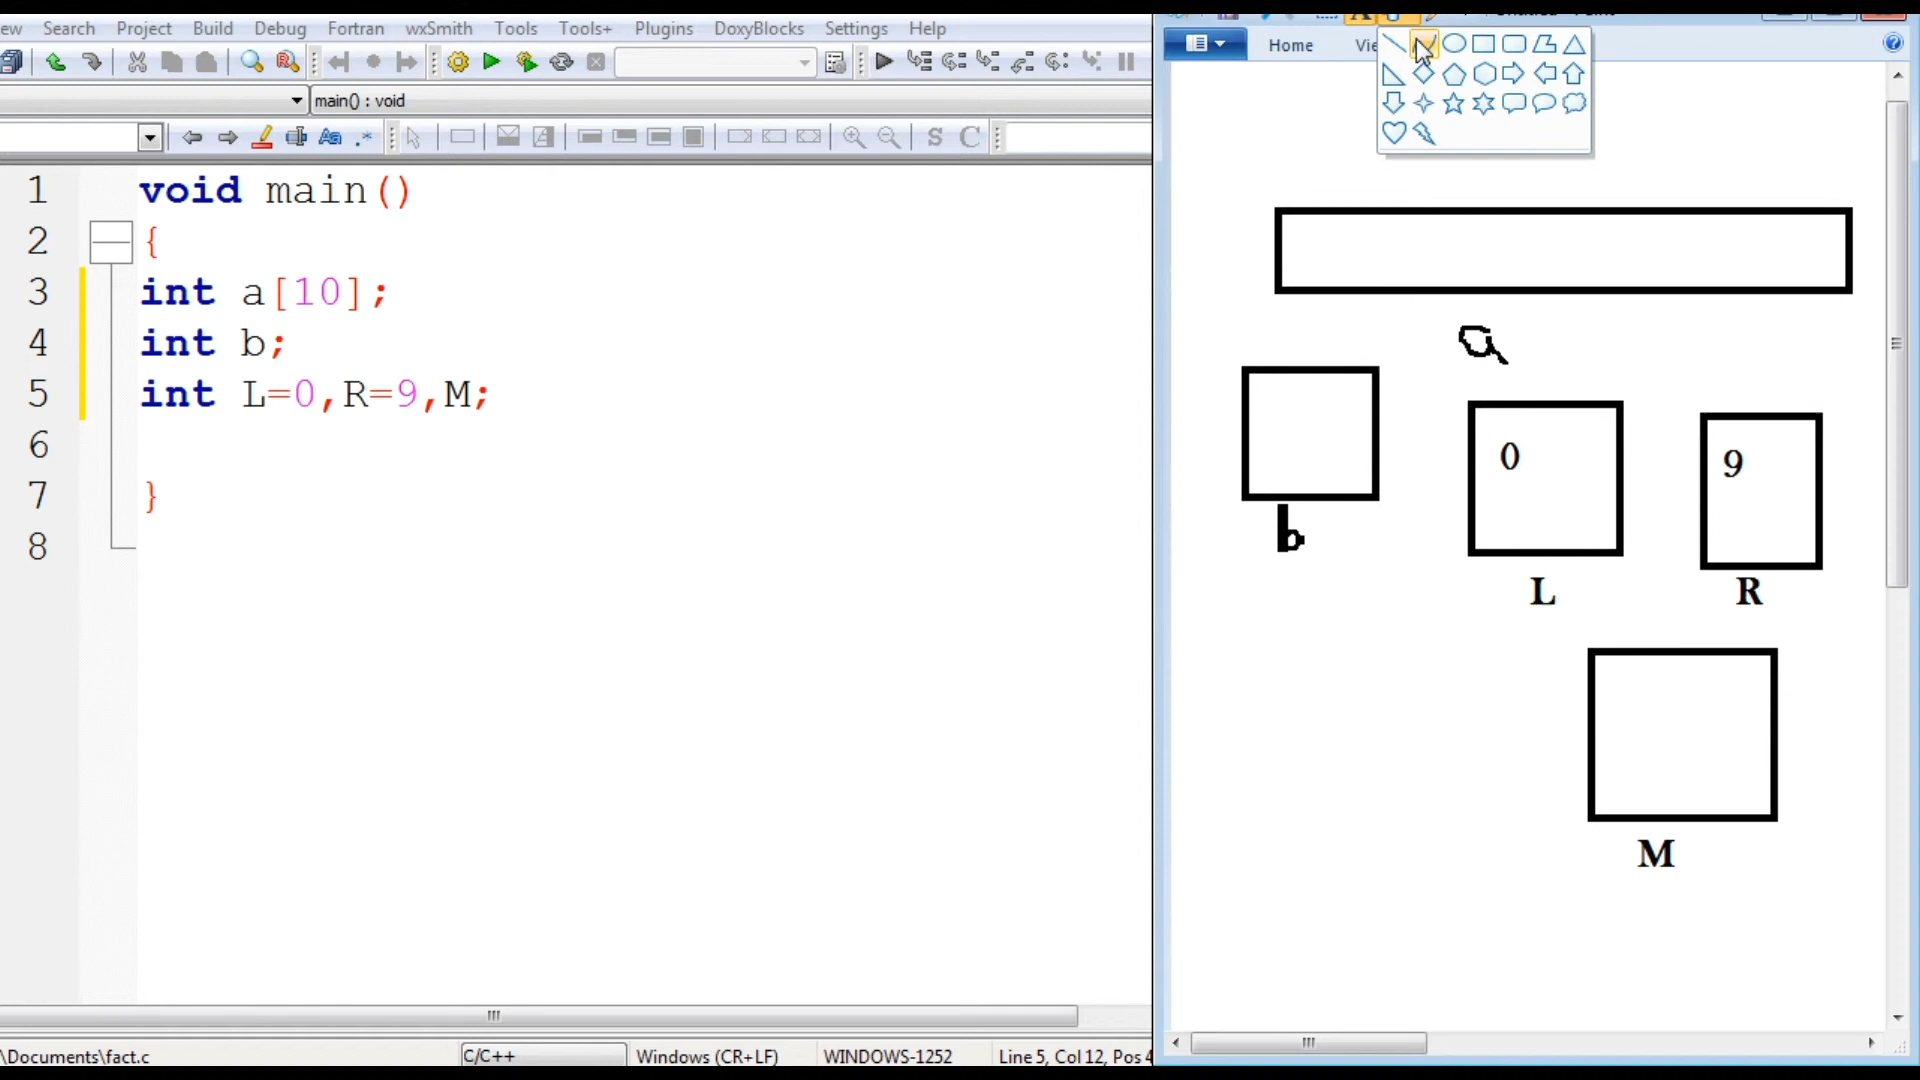 ew Search Project Build Debug Fortran wxSmith Tools Tools+ Plugins DoxyBlocks Settings Help
main() : void
S C
1 void main()
2 {
3 int a[10];
4 int b;
5 int L=0,R=9,M;
6
7 }
8
\Documents\fact.c C/C++ Windows (CR+LF) WINDOWS-1252 Line 5, Col 12, Pos 4
Home Vie
a
0 9
b
L R
M